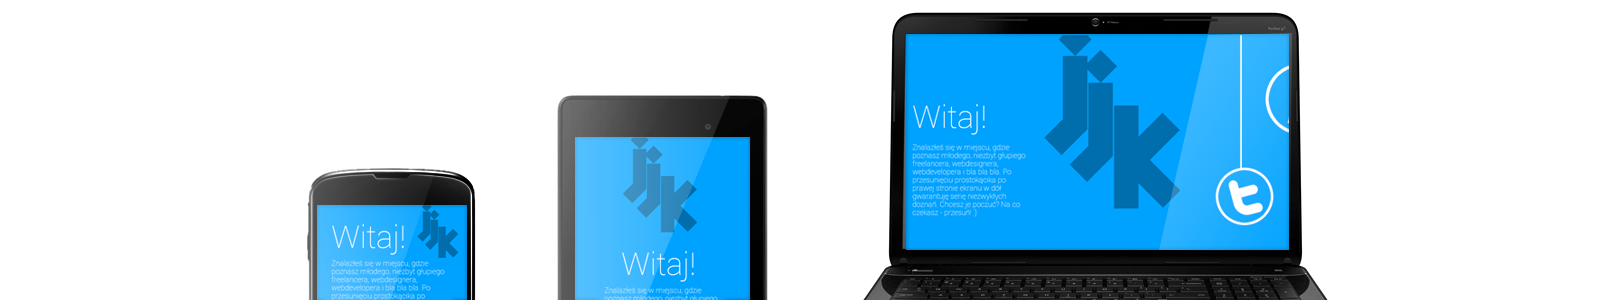 Witaj!
Znalazłeś się w miejscu, gdzie
poznasz młodego, niezbyt głupiego
freelancera, webdesignera,
webdevelopera i bla bla bla. Po
przesunięciu prostokącika po
Witaj!
Znalazłeś się w miejscu, gdzie
poznasz młodego, niezbyt głupiego
jjk
Witaj!
Znalazłeś się w miejscu, gdzie
poznasz młodego, niezbyt głupiego
freelancera, webdesignera,
webdevelopera i bla bla bla. Po
przesunięciu prostokącika po
prawej stronie ekranu w dół
gwarantuję serię niezwykłych
doznań. Chcesz je poczuć? Na co
czekasz - przesuń! :)
jjk